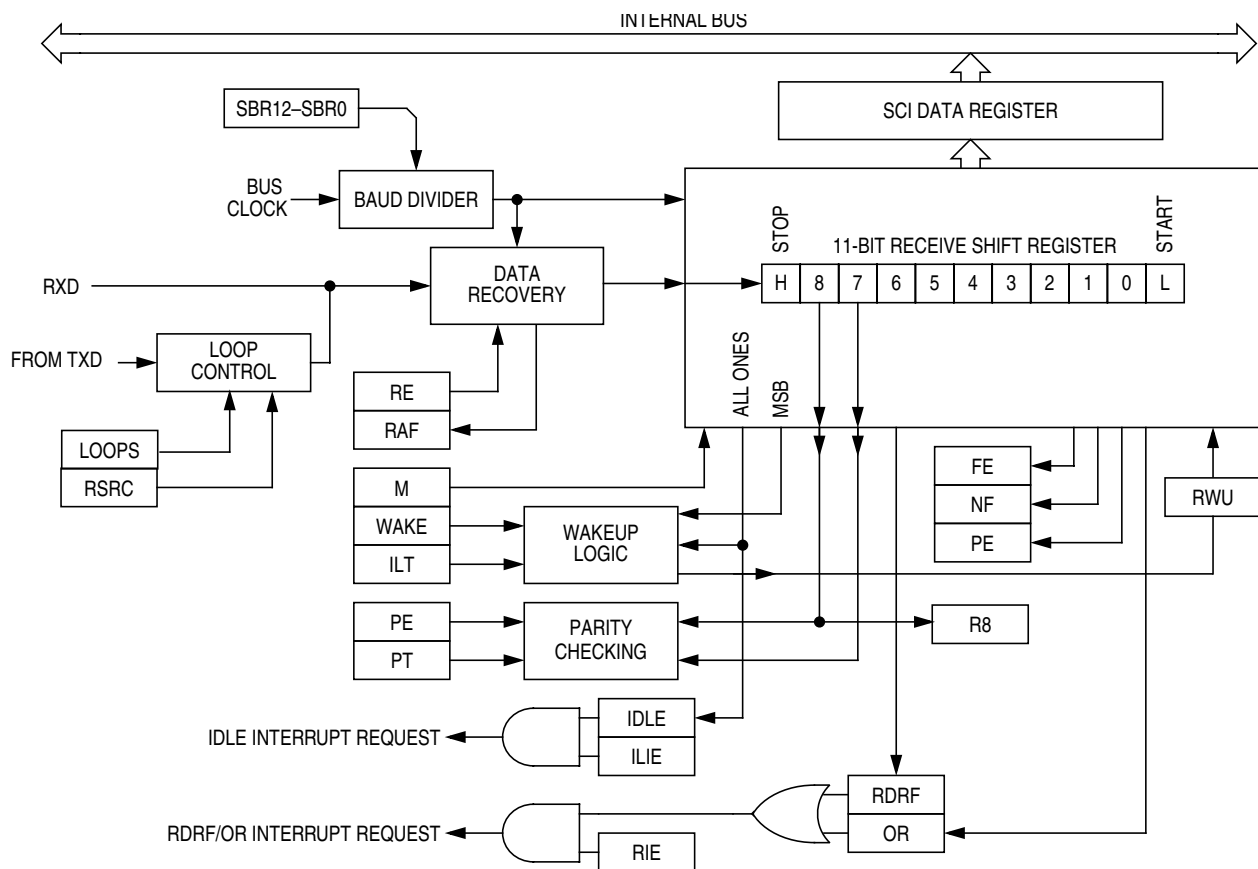 INTERNAL BUS
SBR12–SBR0
SCI DATA REGISTER
BUS
CLOCK
BAUD DIVIDER
STOP
11-BIT RECEIVE SHIFT REGISTER
START
RXD
DATA
RECOVERY
H 8 7 6 5 4 3 2 1 0 L
FROM TXD
LOOP
CONTROL
ALL ONES
MSB
RE
RAF
LOOPS
RSRC
M
WAKE
ILT
WAKEUP
LOGIC
FE
NF
PE
RWU
PE
PT
PARITY
CHECKING
R8
IDLE INTERRUPT REQUEST
IDLE
ILIE
RDRF/OR INTERRUPT REQUEST
RDRF
OR
RIE